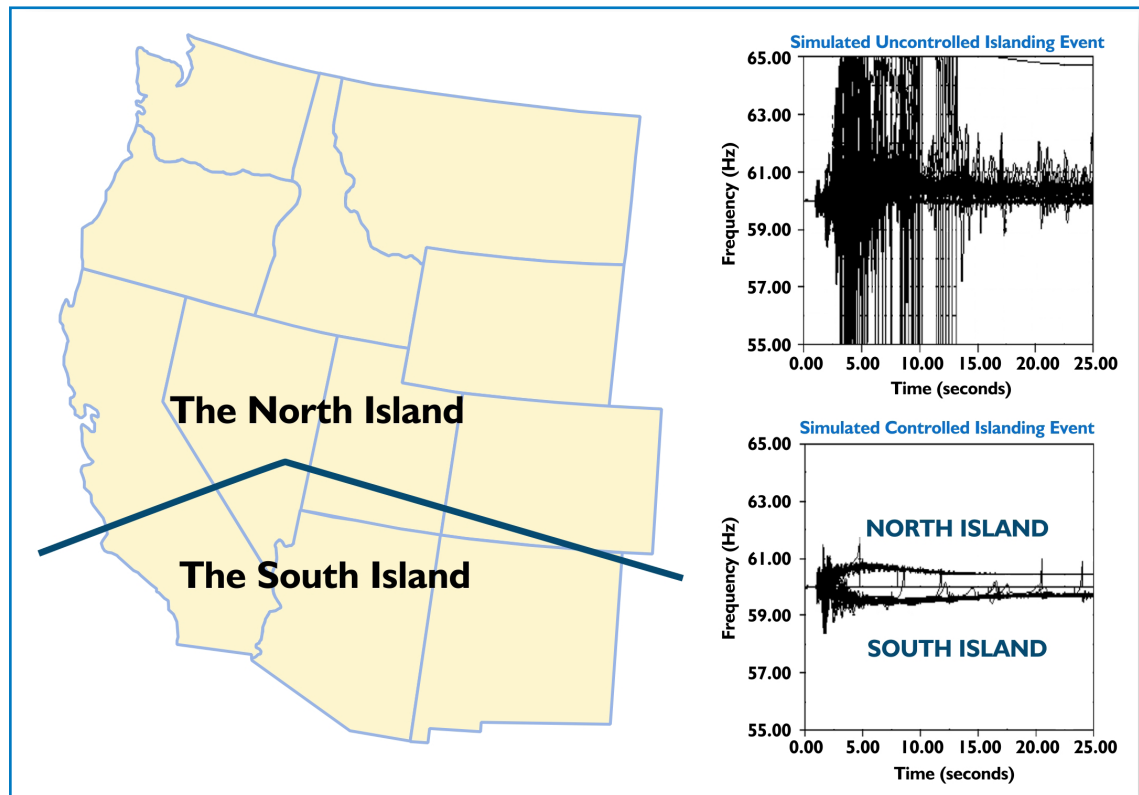 The North Island
The South Island
Simulated Uncontrolled Islanding Event
65.00
63.00
61.00
59.00
57.00
55.00
Frequency (Hz)
0.00 5.00 10.00 15.00 20.00 25.00
Time (seconds)
Simulated Controlled Islanding Event
65.00
63.00
61.00
59.00
57.00
55.00
Frequency (Hz)
NORTH ISLAND
SOUTH ISLAND
0.00 5.00 10.00 15.00 20.00 25.00
Time (seconds)